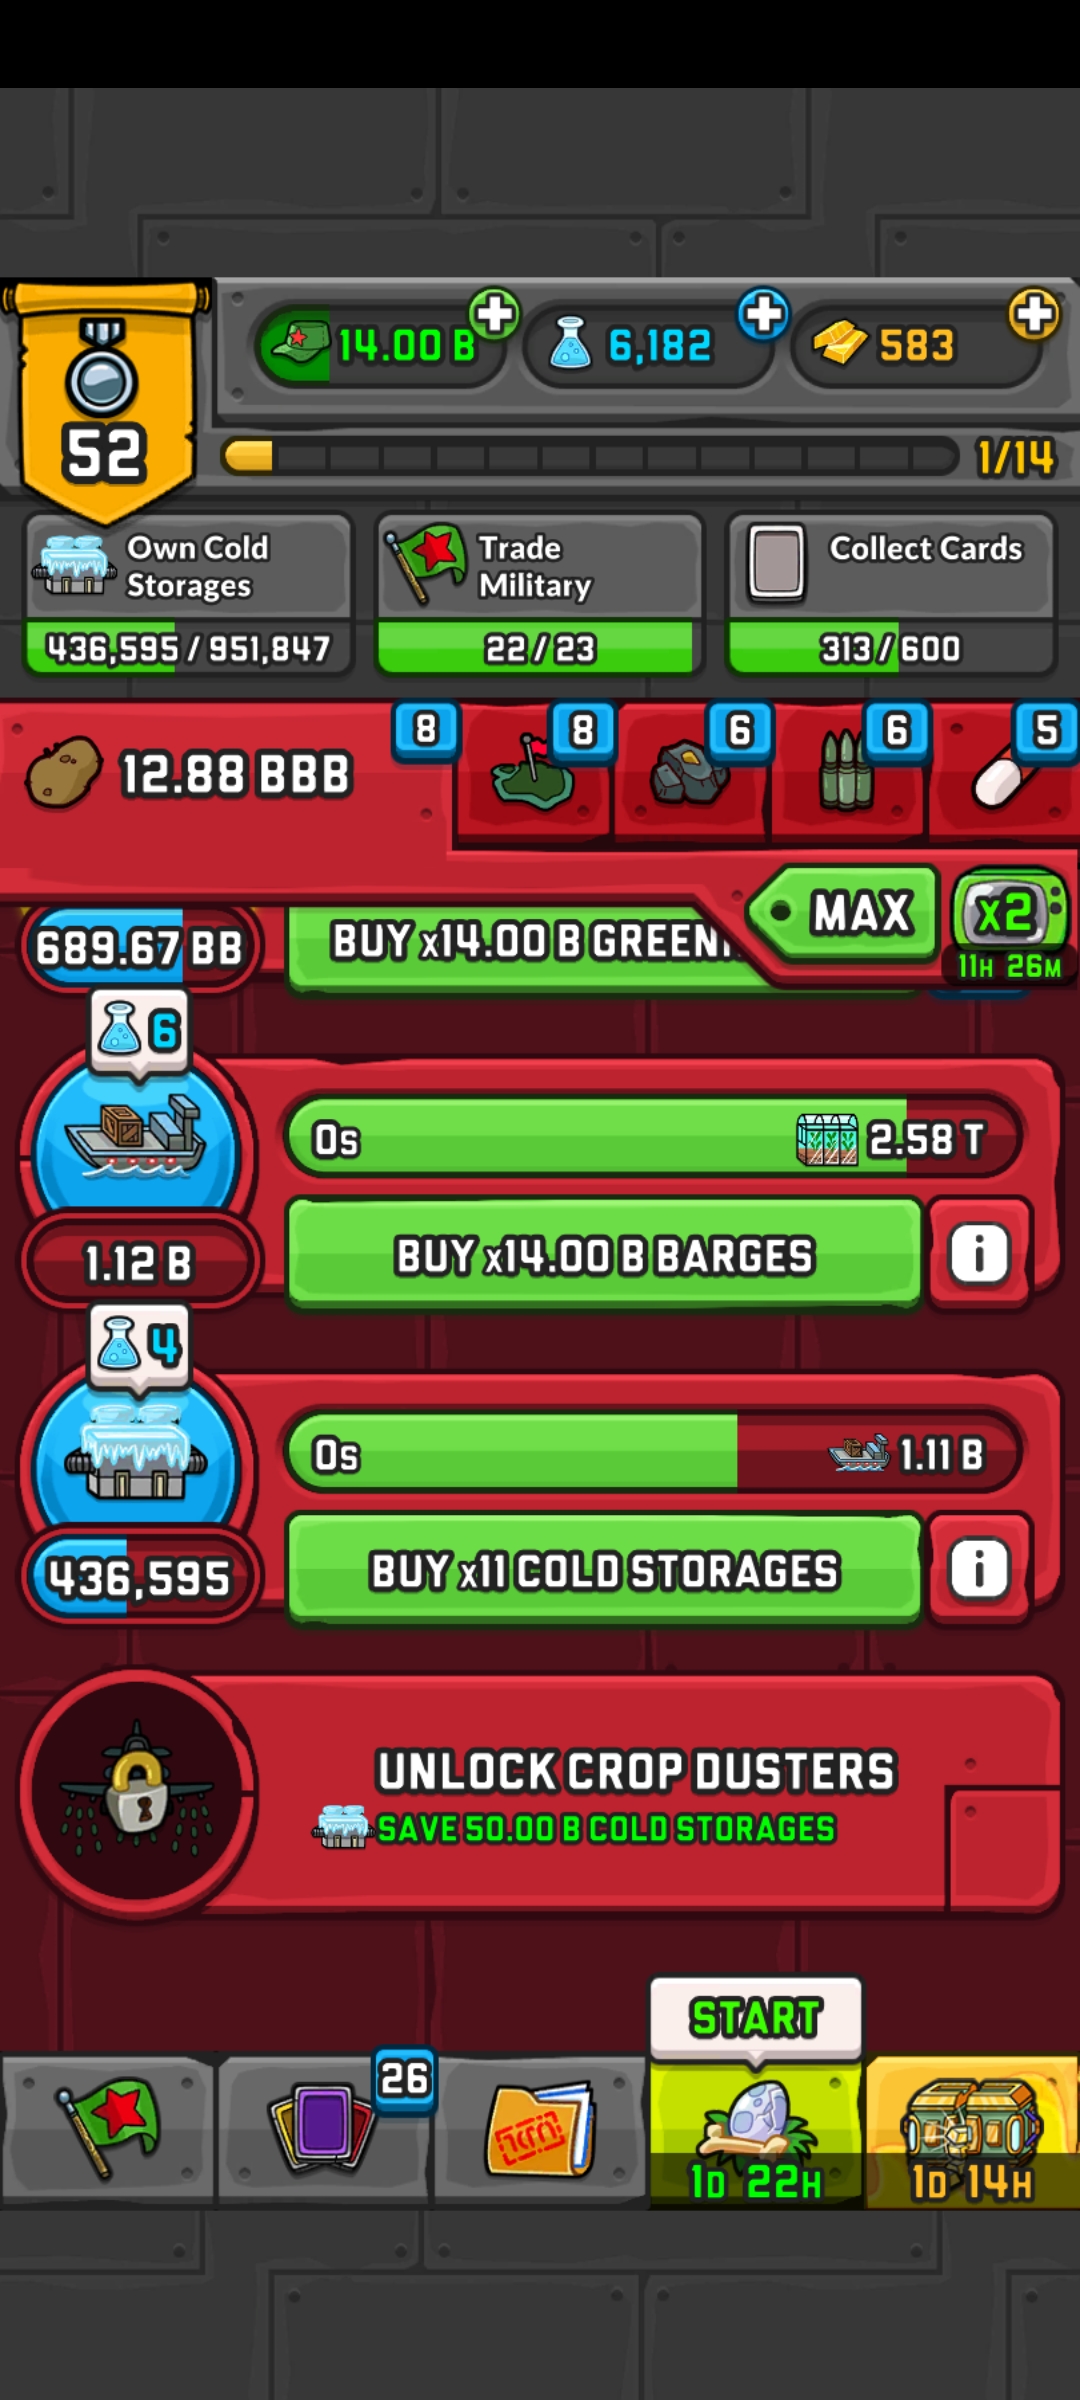 14.00 B
6,182
583
52
1/14
Own Cold
Storages
436,595 / 951,847
Trade
Military
22 / 23
Collect Cards
313 / 600
12.88 BBB
8
8
6
6
5
MAX
x2
11H 26M
689.67 BB
BUY x14.00 B
6
0s
2.58 T
1.12 B
BUY x14.00 B BARGES
i
4
0s
1.11 B
436,595
BUY x11 COLD STORAGES
i
UNLOCK CROP DUSTERS
SAVE 50.00 B COLD STORAGES
START
26
1D 22H
1D 14H